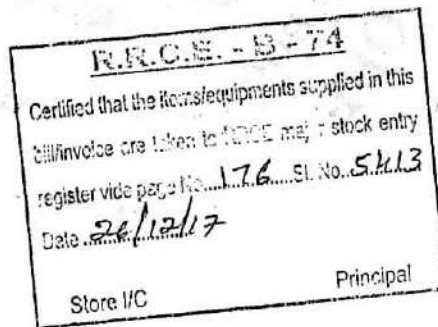 R.R.C.E. - B - 74
Certified that the items/equipments supplied in this
bill/invoice are taken to RRCE major stock entry
register vide page No. 176 Sl. No. 5413
Date 26/12/17
Store I/C Principal